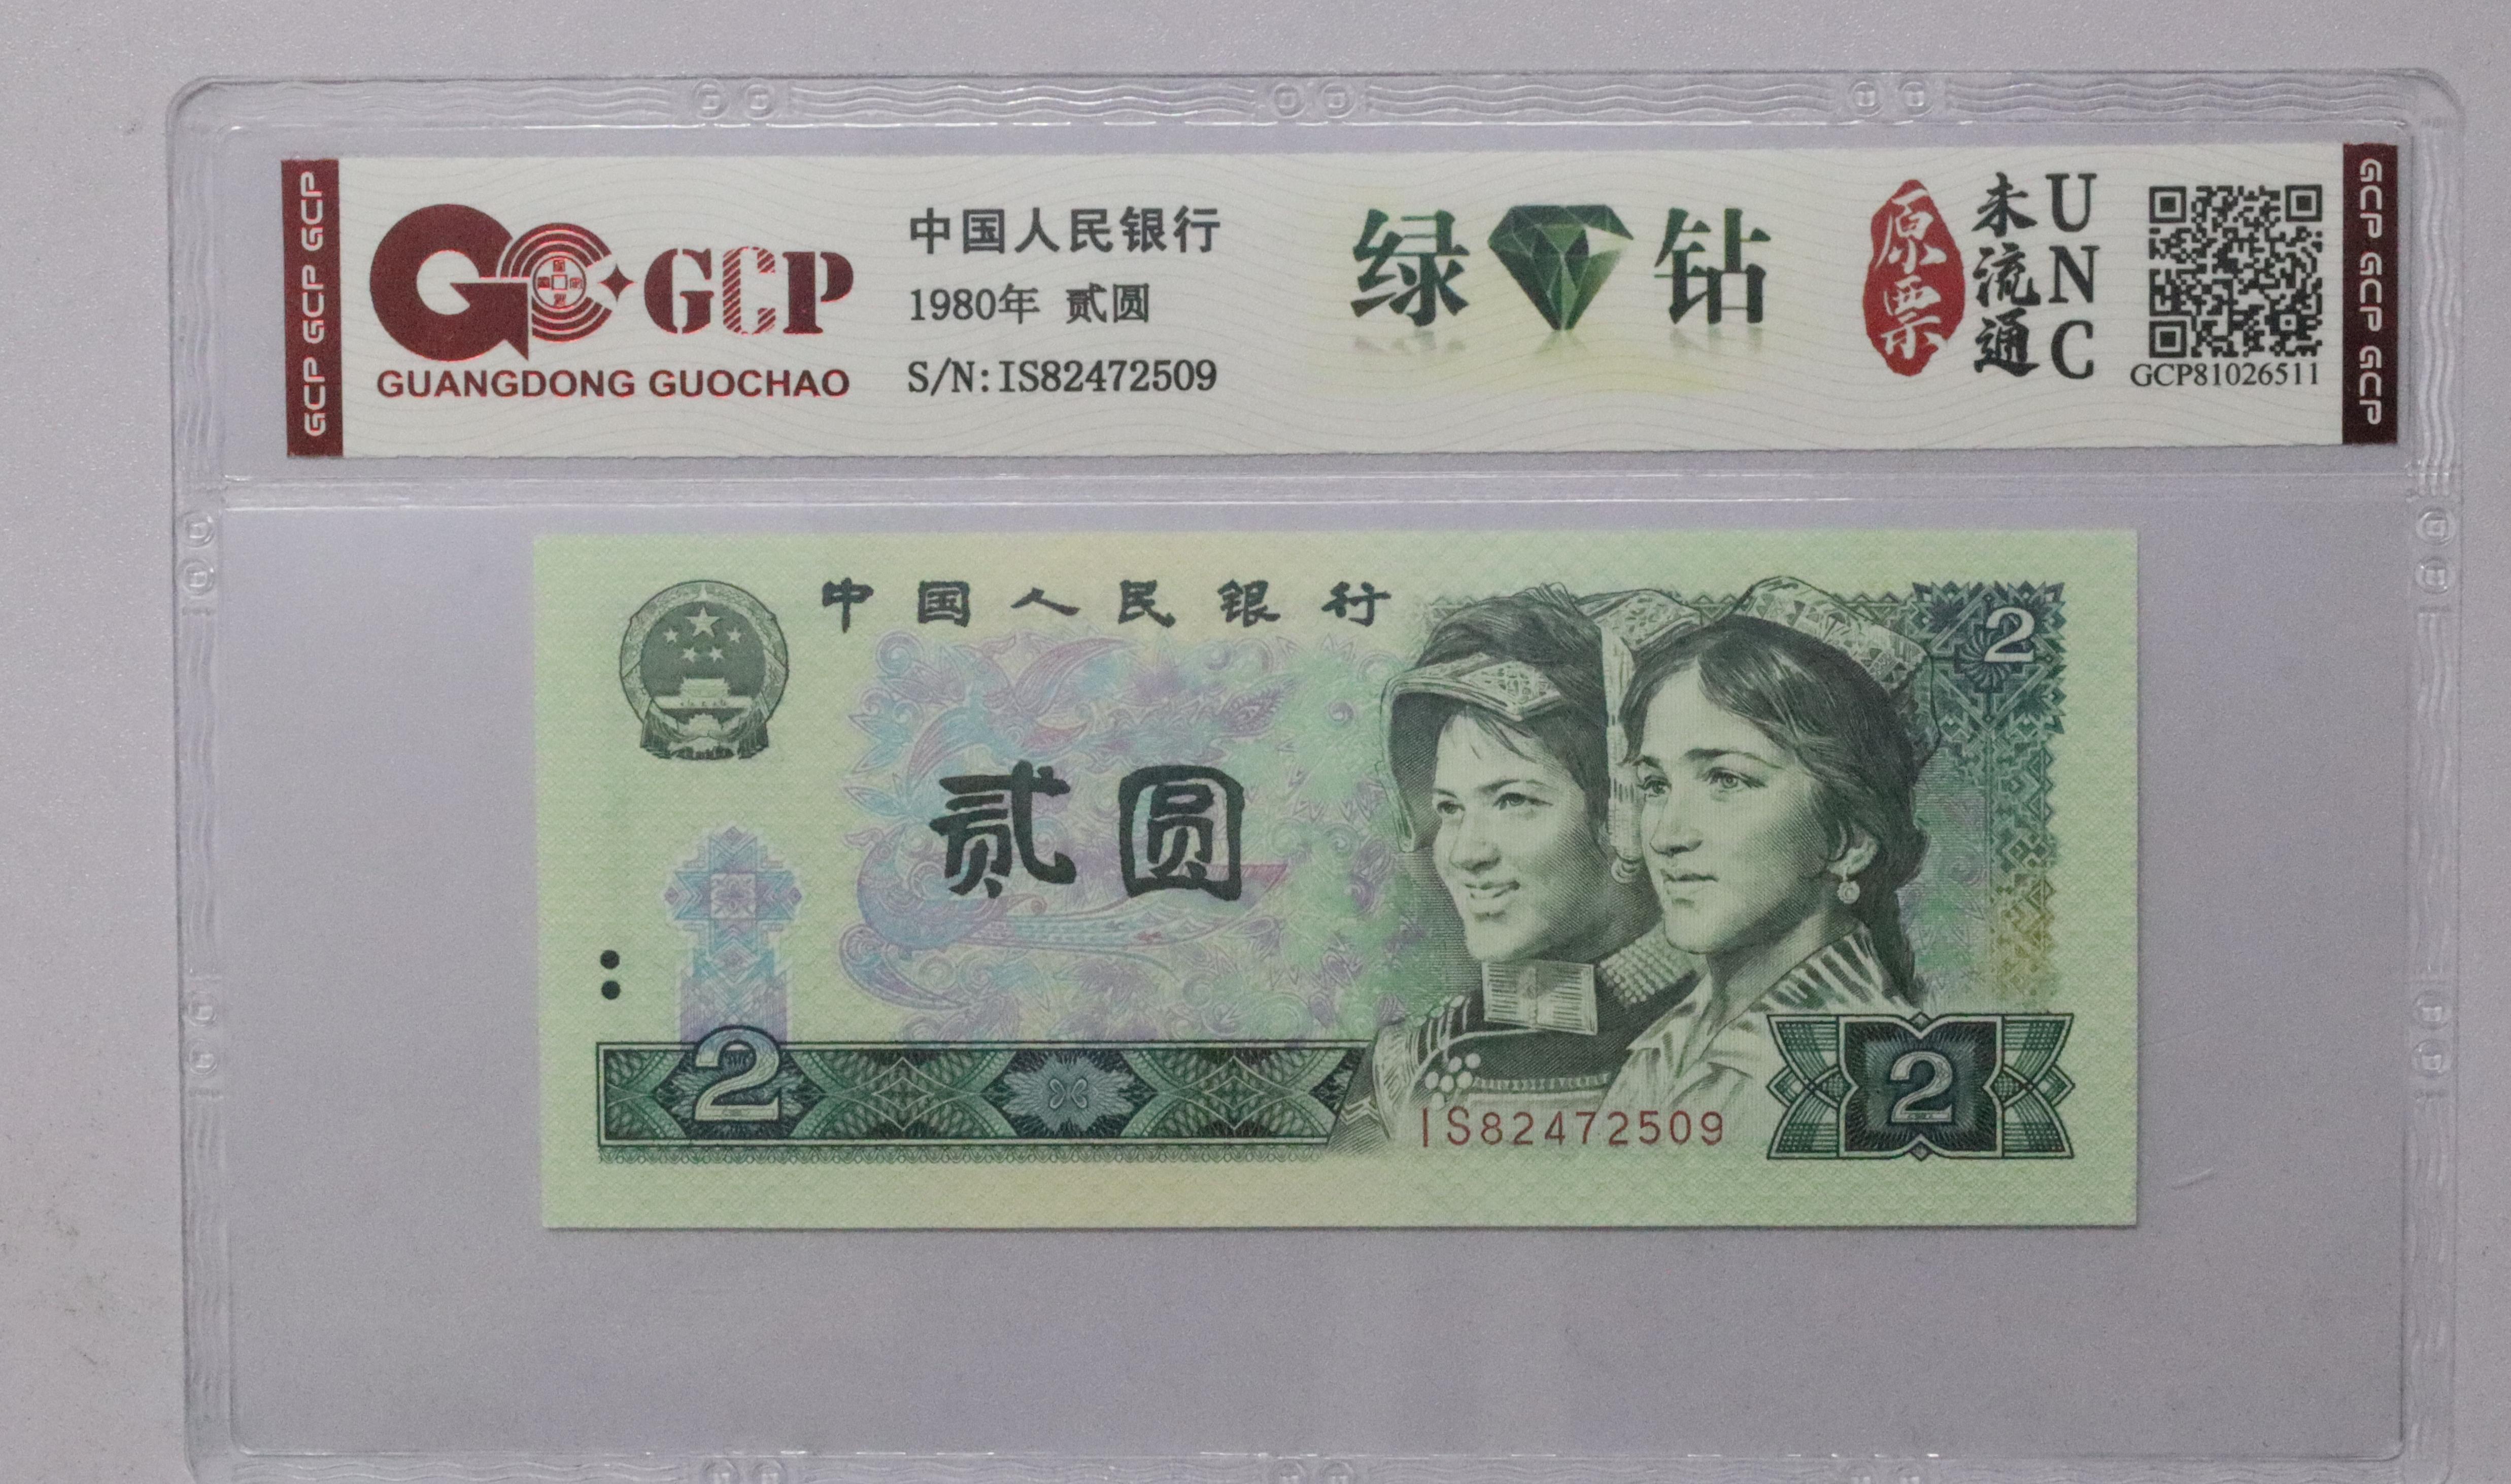 GCP GCP GCP
GCP
GUANGDONG GUOCHAO
中国人民银行
1980年 贰圆
S/N:IS82472509
绿钻
原票
未流通
UNC
GCP81026511
GCP GCP GCP
中国人民银行
2
贰圆
2
IS82472509
2